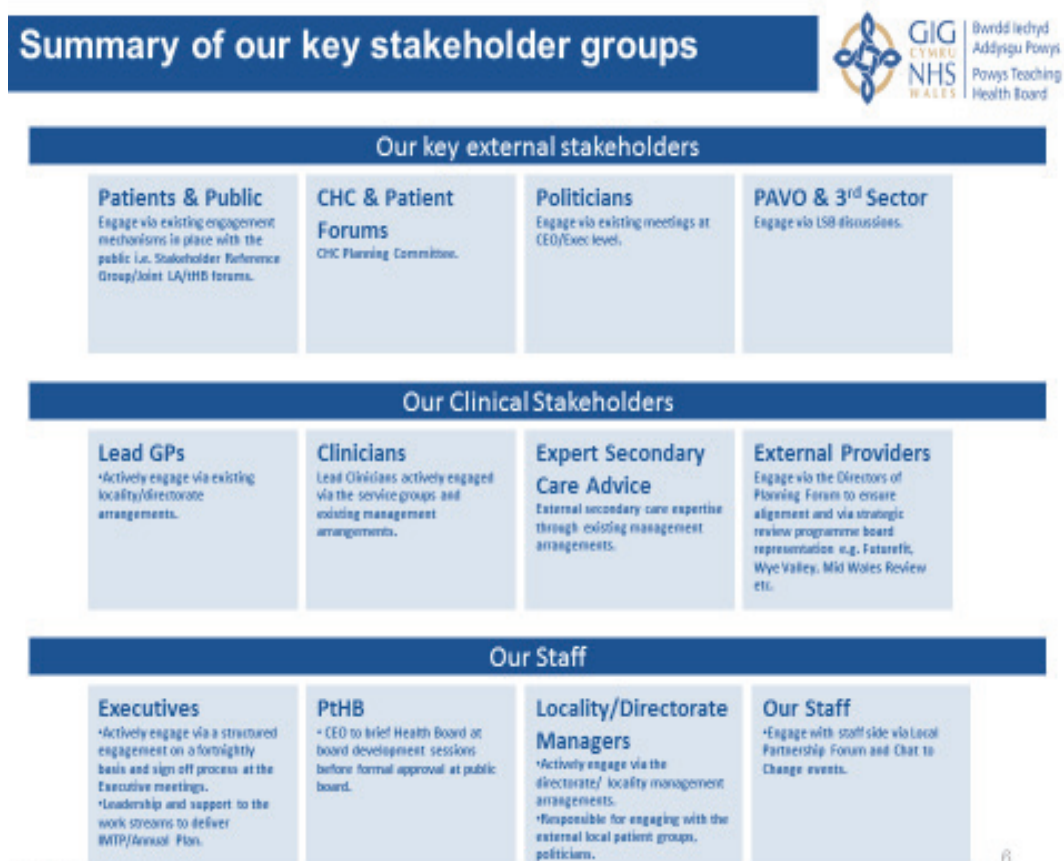 Summary of our key stakeholder groups
GIG
CYMRU
NHS
WALES
Bwrdd Iechyd
Addysgu Powys
Powys Teaching
Health Board
Our key external stakeholders
Patients & Public
Engage via existing engagement
mechanisms in place with the
public i.e. Stakeholder Reference
Group/Joint LA/tHB forums.
CHC & Patient
Forums
CHC Planning Committee.
Politicians
Engage via existing meetings at
CEO/Exec level.
PAVO & 3rd Sector
Engage via LSB discussions.
Our Clinical Stakeholders
Lead GPs
•Actively engage via existing
locality/directorate
arrangements.
Clinicians
Lead Clinicians actively engaged
via the service groups and
existing management
arrangements.
Expert Secondary
Care Advice
External secondary care expertise
through existing management
arrangements.
External Providers
Engage via the Directors of
Planning Forum to ensure
alignment and via strategic
review programme board
representation e.g. Futurefit,
Wye Valley, Mid Wales Review
etc.
Our Staff
Executives
•Actively engage via a structured
engagement on a fortnightly
basis and sign off process at the
Executive meetings.
•Leadership and support to the
work streams to deliver
IMTP/Annual Plan.
PtHB
• CEO to brief Health Board at
board development sessions
before formal approval at public
board.
Locality/Directorate
Managers
•Actively engage via the
directorate/ locality management
arrangements.
•Responsible for engaging with the
external local patient groups,
politicians.
Our Staff
•Engage with staff side via Local
Partnership Forum and Chat to
Change events.
6